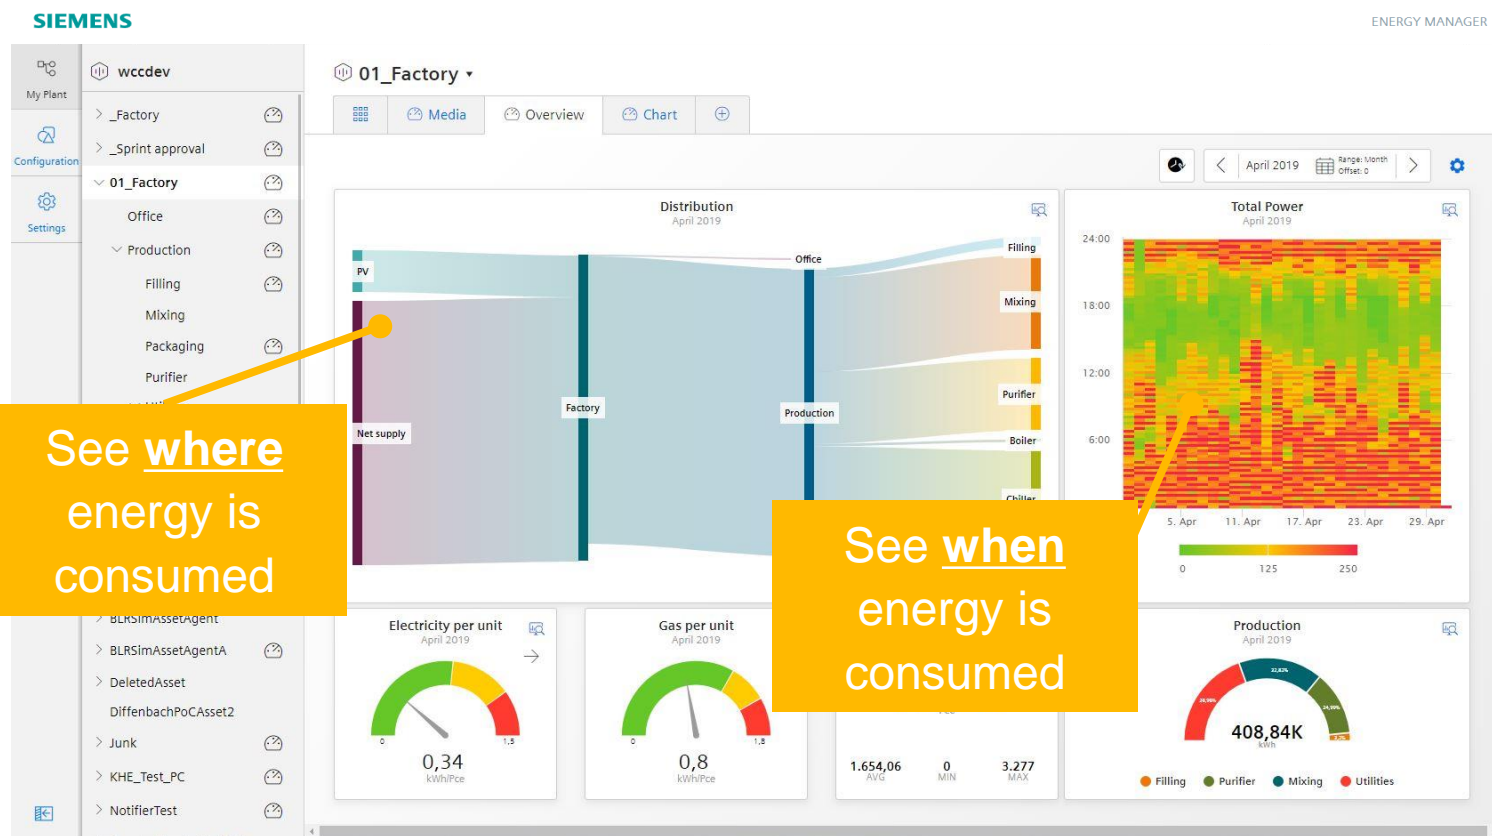 SIEMENS
ENERGY MANAGER
My Plant
Configuration
Settings
wccdev
_Factory
_Sprint approval
01_Factory
Office
Production
Filling
Mixing
Packaging
Purifier
BLRSimAssetAgent
BLRSimAssetAgentA
DeletedAsset
DiffenbachPoCAsset2
Junk
KHE_Test_PC
NotifierTest
01_Factory
Media
Overview
Chart
April 2019
Range: Month
Offset: 0
Distribution
April 2019
PV
Net supply
Factory
Office
Production
Filling
Mixing
Purifier
Boiler
Chiller
Total Power
April 2019
24:00
18:00
12:00
6:00
5. Apr 11. Apr 17. Apr 23. Apr 29. Apr
0 125 250
See where
energy is
consumed
See when
energy is
consumed
Electricity per unit
April 2019
0 1,5
0,34
kWh/Pce
Gas per unit
April 2019
0 1,8
0,8
kWh/Pce
1.654,06 0 3.277
AVG MIN MAX
Production
April 2019
32,82%
24,99%
408,84K
kWh
Filling Purifier Mixing Utilities